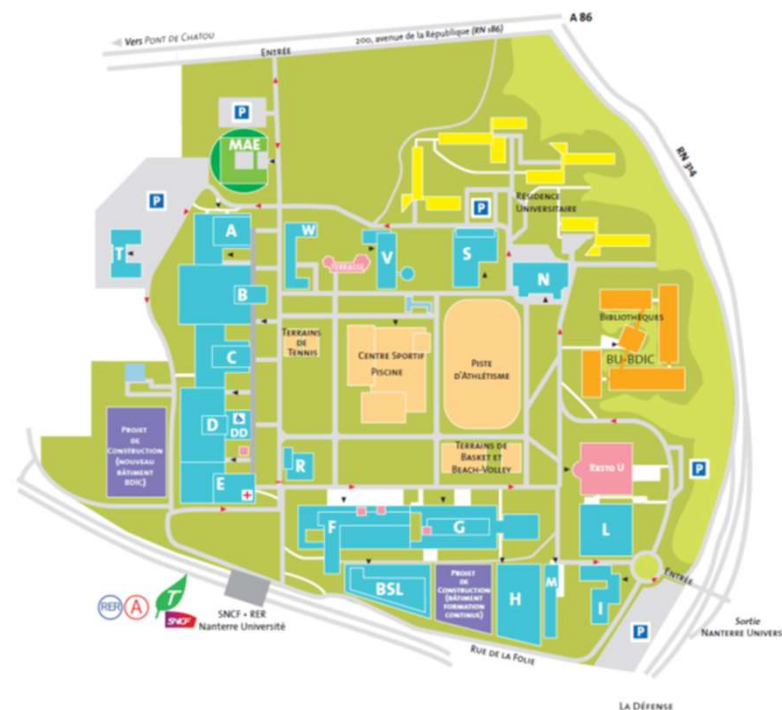 A 86
Vers PONT DE CHATOU
200, AVENUE DE LA RÉPUBLIQUE (RN 186)
ENTRÉE
P
MAE
RN 314
P
P
RÉSIDENCE
UNIVERSITAIRE
A
W
T
TERRASSE
V
S
N
B
BIBLIOTHÈQUES
BU-BDIC
TERRAINS
DE
TENNIS
CENTRE SPORTIF
PISCINE
PISTE
D'ATHLÉTISME
C
D
DD
PROJET
DE
CONSTRUCTION
(NOUVEAU
BÂTIMENT
BDIC)
TERRAINS DE
BASKET ET
BEACH-VOLLEY
R
RESTO U
P
E
F
G
L
BSL
PROJET
DE
CONSTRUCTION
(BÂTIMENT
FORMATION
CONTINUE)
H
M
I
ENTRÉE
RER
A
T
SNCF
SNCF • RER
NANTERRE UNIVERSITÉ
P
Sortie
NANTERRE UNIVERS
RUE DE LA FOLIE
LA DÉFENSE